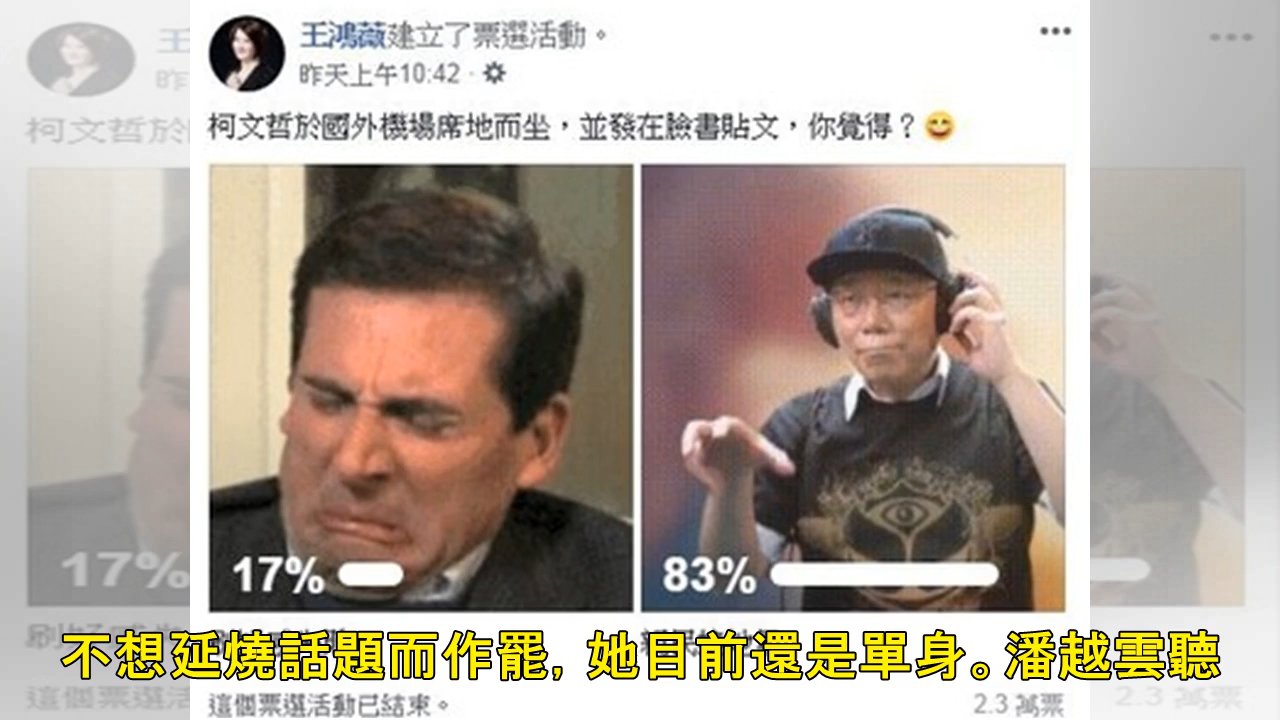 王鴻薇建立了票選活動。
昨天上午10:42
柯文哲於國外機場席地而坐，並發在臉書貼文，你覺得？
17%
83%
不想延燒話題而作罷, 她目前還是單身。潘越雲聽
這個票選活動已結束。
2.3 萬票